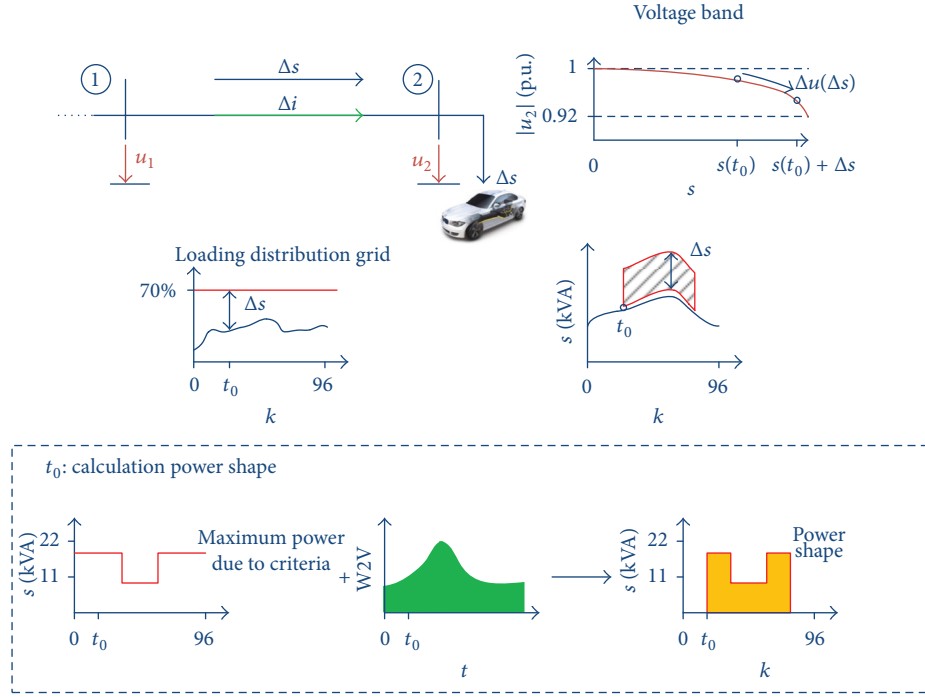 Voltage band
1
2
Δs
Δi
u₁
u₂
Δs
|u₂| (p.u.)
1
0.92
Δu(Δs)
0
s(t₀)
s(t₀) + Δs
s
Loading distribution grid
70%
Δs
0
t₀
96
k
s (kVA)
Δs
t₀
0
96
k
t₀: calculation power shape
s (kVA)
22
11
0
t₀
96
Maximum power
due to criteria
+
W2V
0
t₀
t
s (kVA)
22
11
Power
shape
0
t₀
96
k